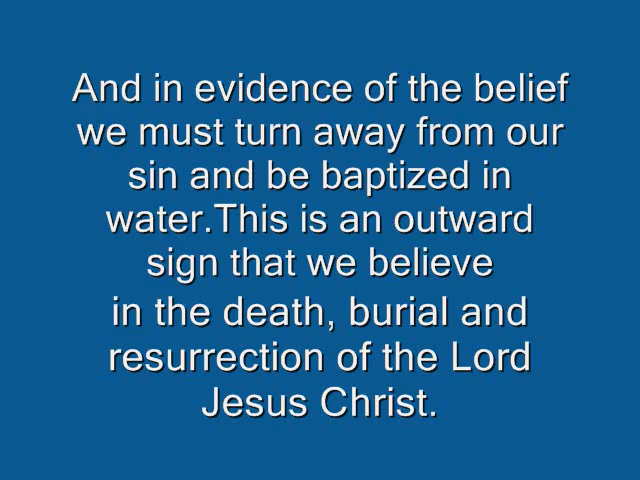 And in evidence of the belief
we must turn away from our
sin and be baptized in
water.This is an outward
sign that we believe
in the death, burial and
resurrection of the Lord
Jesus Christ.